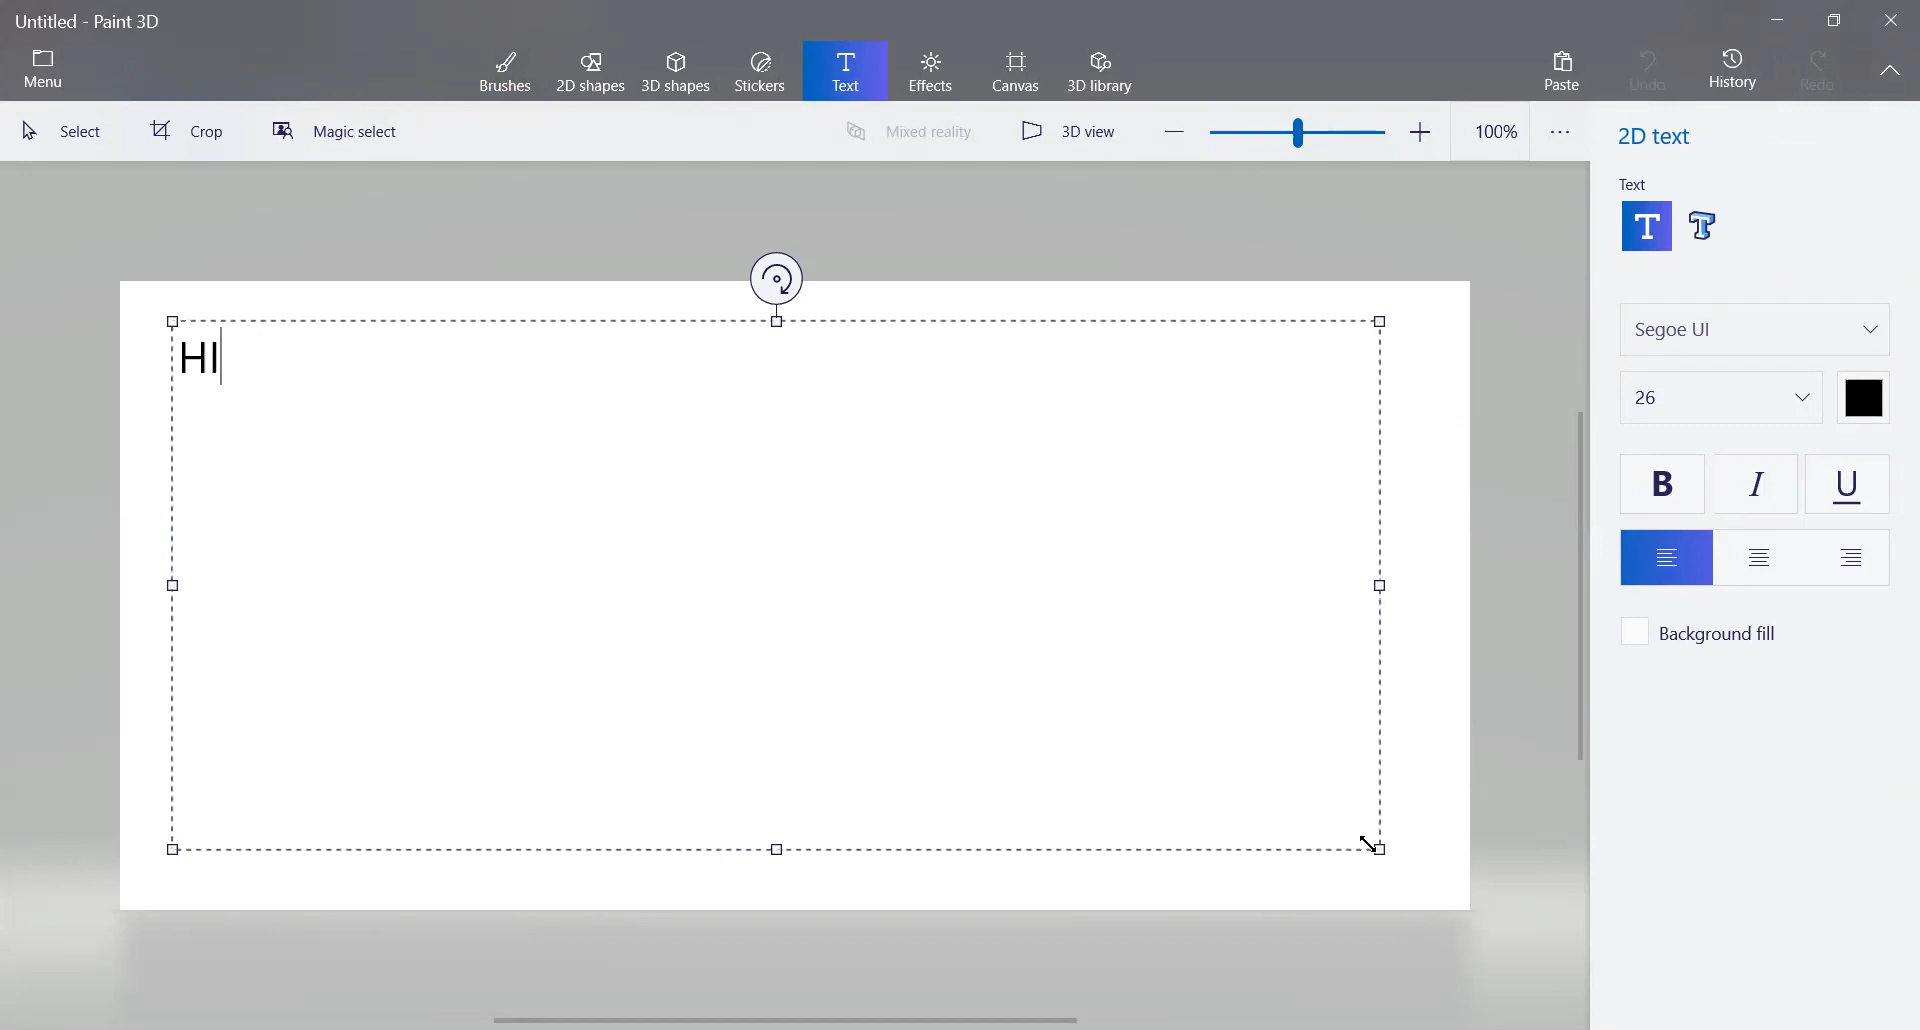 Untitled - Paint 3D
Menu
Brushes
2D shapes
3D shapes
Stickers
Text
Effects
Canvas
3D library
Paste
Undo
History
Redo
Select
Crop
Magic select
Mixed reality
3D view
100%
2D text
Text
HI
Segoe UI
26
B I U
Background fill